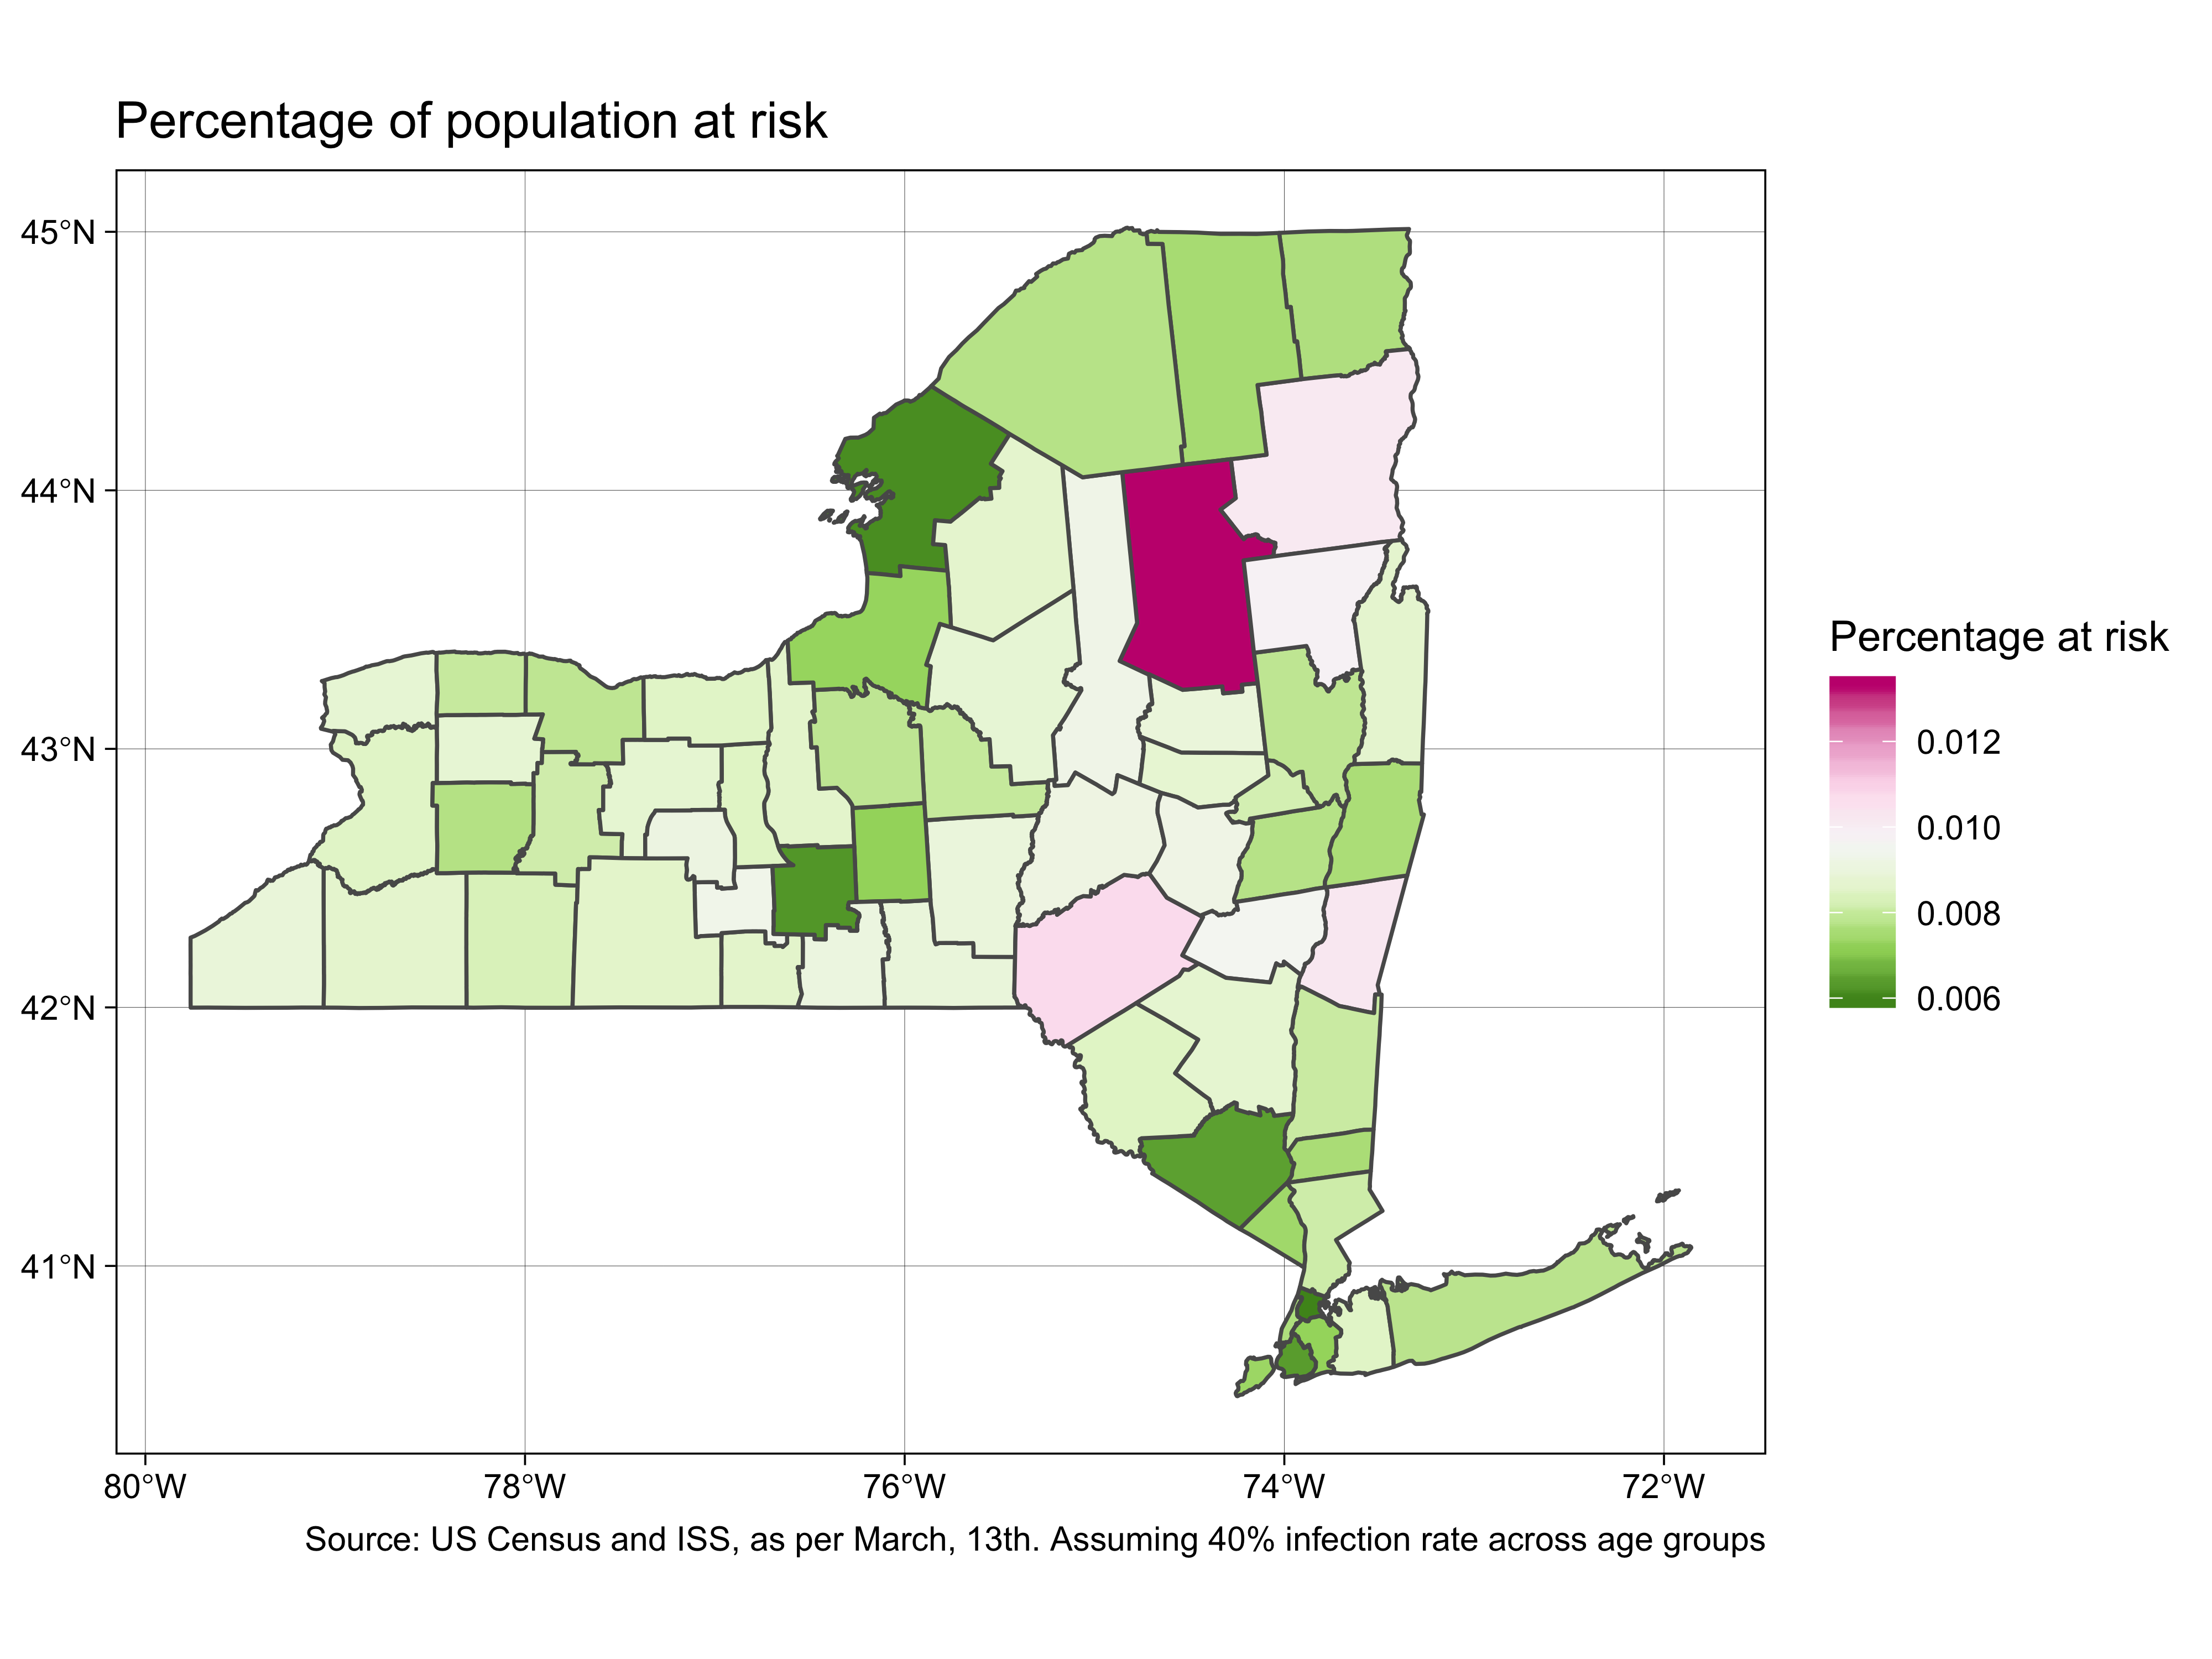 Percentage of population at risk
45°N
44°N
43°N
42°N
41°N
80°W
78°W
76°W
74°W
72°W
Percentage at risk
0.012
0.010
0.008
0.006
Source: US Census and ISS, as per March, 13th. Assuming 40% infection rate across age groups